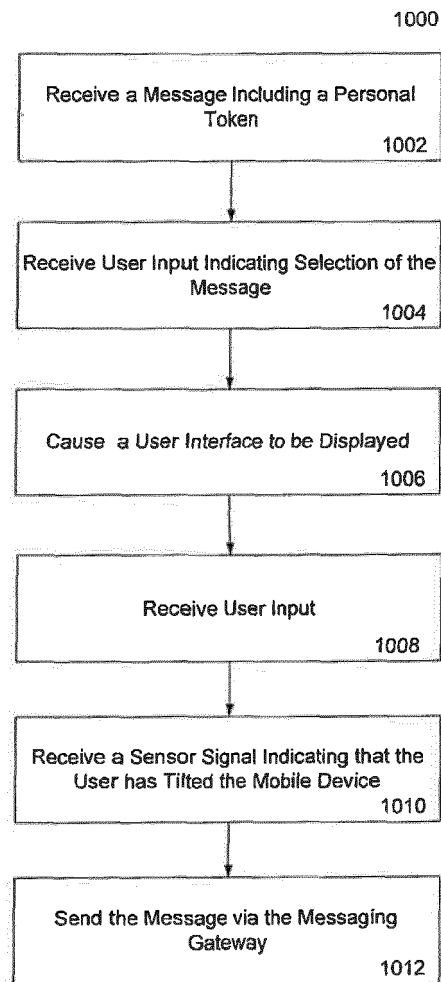 1000
Receive a Message Including a Personal
Token
1002
Receive User Input Indicating Selection of the
Message
1004
Cause a User Interface to be Displayed
1006
Receive User Input
1008
Receive a Sensor Signal Indicating that the
User has Tilted the Mobile Device
1010
Send the Message via the Messaging
Gateway
1012